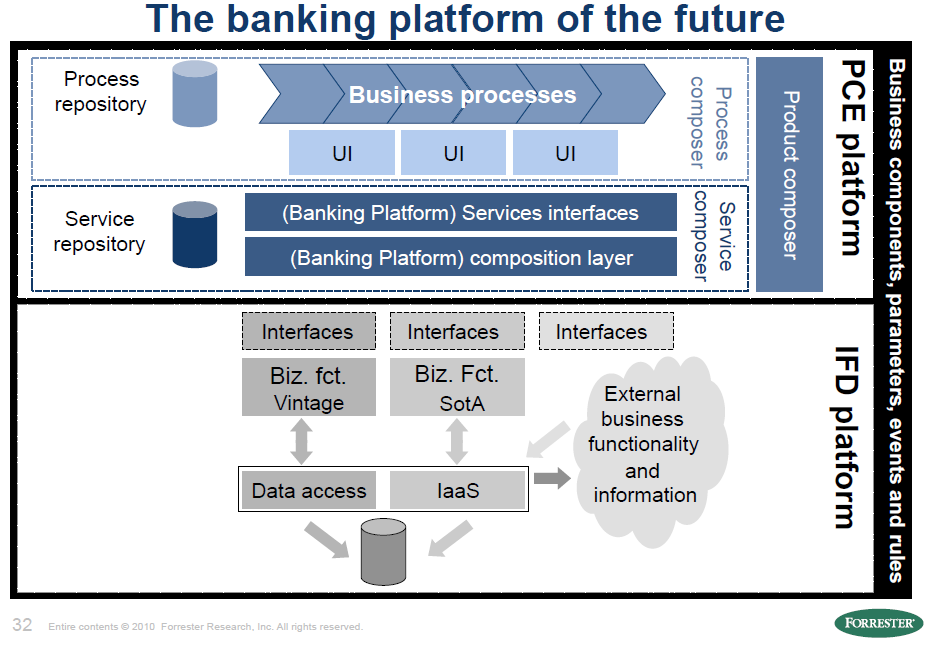 The banking platform of the future
Process
repository
Business processes
UI
UI
UI
Process
composer
Service
repository
(Banking Platform) Services interfaces
(Banking Platform) composition layer
Service
composer
Product composer
PCE platform
Business components, parameters, events and rules
Interfaces
Interfaces
Interfaces
Biz. fct.
Vintage
Biz. Fct.
SotA
External
business
functionality
and
information
Data access
IaaS
IFD platform
32
Entire contents © 2010 Forrester Research, Inc. All rights reserved.
FORRESTER®